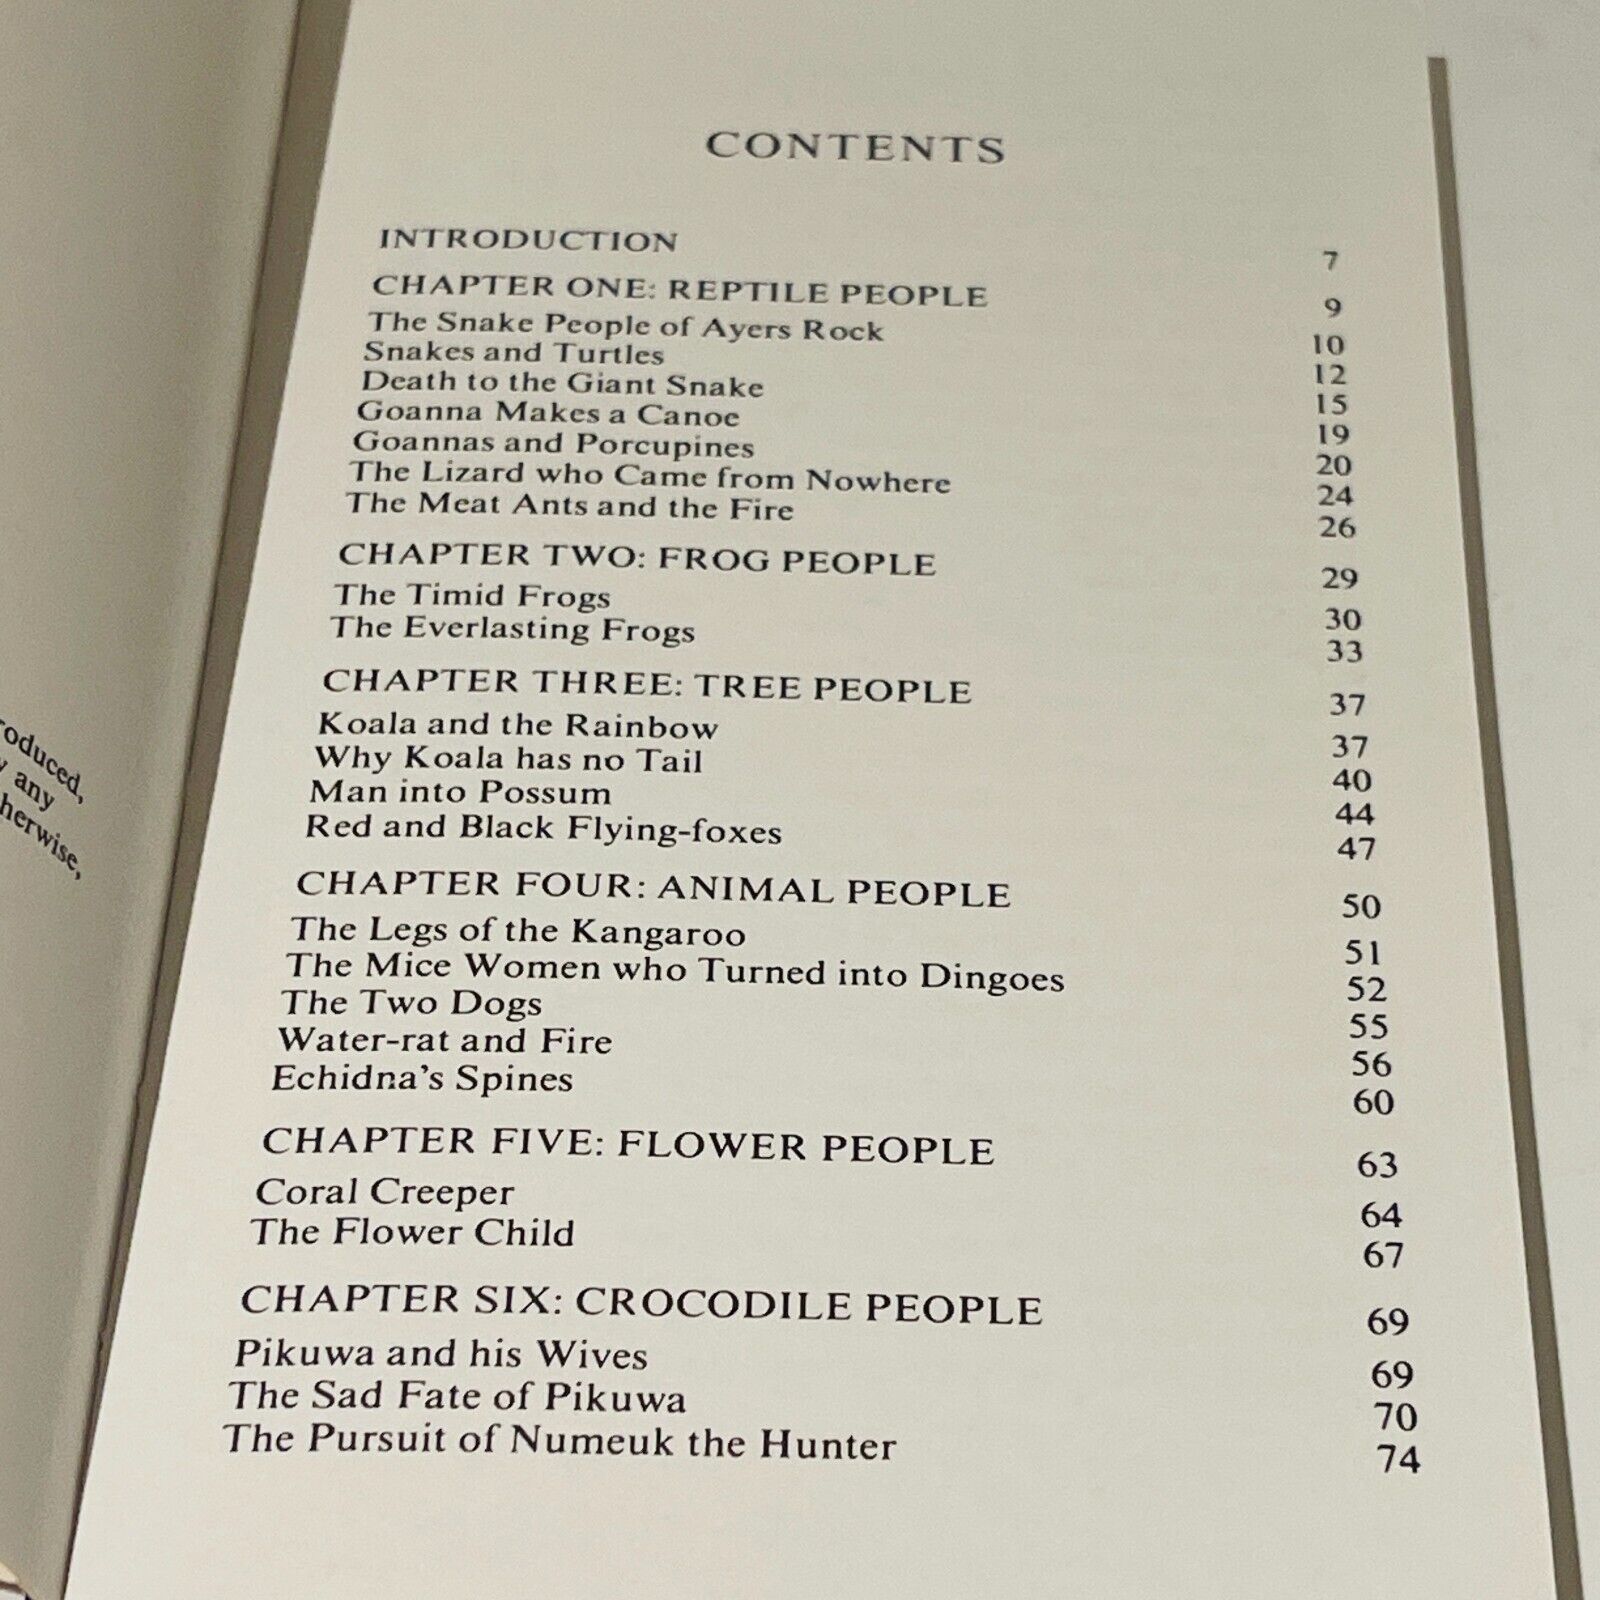 roduced,
any
herwise,
CONTENTS
INTRODUCTION 7
CHAPTER ONE: REPTILE PEOPLE 9
The Snake People of Ayers Rock 10
Snakes and Turtles 12
Death to the Giant Snake 15
Goanna Makes a Canoe 19
Goannas and Porcupines 20
The Lizard who Came from Nowhere 24
The Meat Ants and the Fire 26
CHAPTER TWO: FROG PEOPLE 29
The Timid Frogs 30
The Everlasting Frogs 33
CHAPTER THREE: TREE PEOPLE 37
Koala and the Rainbow 37
Why Koala has no Tail 40
Man into Possum 44
Red and Black Flying-foxes 47
CHAPTER FOUR: ANIMAL PEOPLE 50
The Legs of the Kangaroo 51
The Mice Women who Turned into Dingoes 52
The Two Dogs 55
Water-rat and Fire 56
Echidna's Spines 60
CHAPTER FIVE: FLOWER PEOPLE 63
Coral Creeper 64
The Flower Child 67
CHAPTER SIX: CROCODILE PEOPLE 69
Pikuwa and his Wives 69
The Sad Fate of Pikuwa 70
The Pursuit of Numeuk the Hunter 74